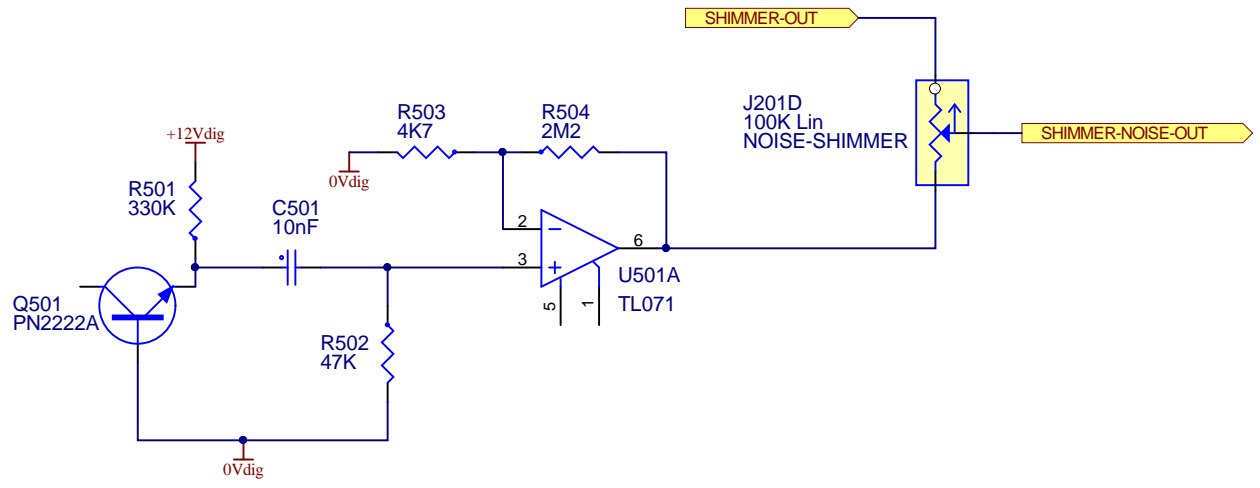 SHIMMER-OUT
J201D
100K Lin
NOISE-SHIMMER
SHIMMER-NOISE-OUT
R503
4K7
R504
2M2
+12Vdig
0Vdig
R501
330K
C501
10nF
2
3
6
5
1
U501A
TL071
Q501
PN2222A
R502
47K
0Vdig